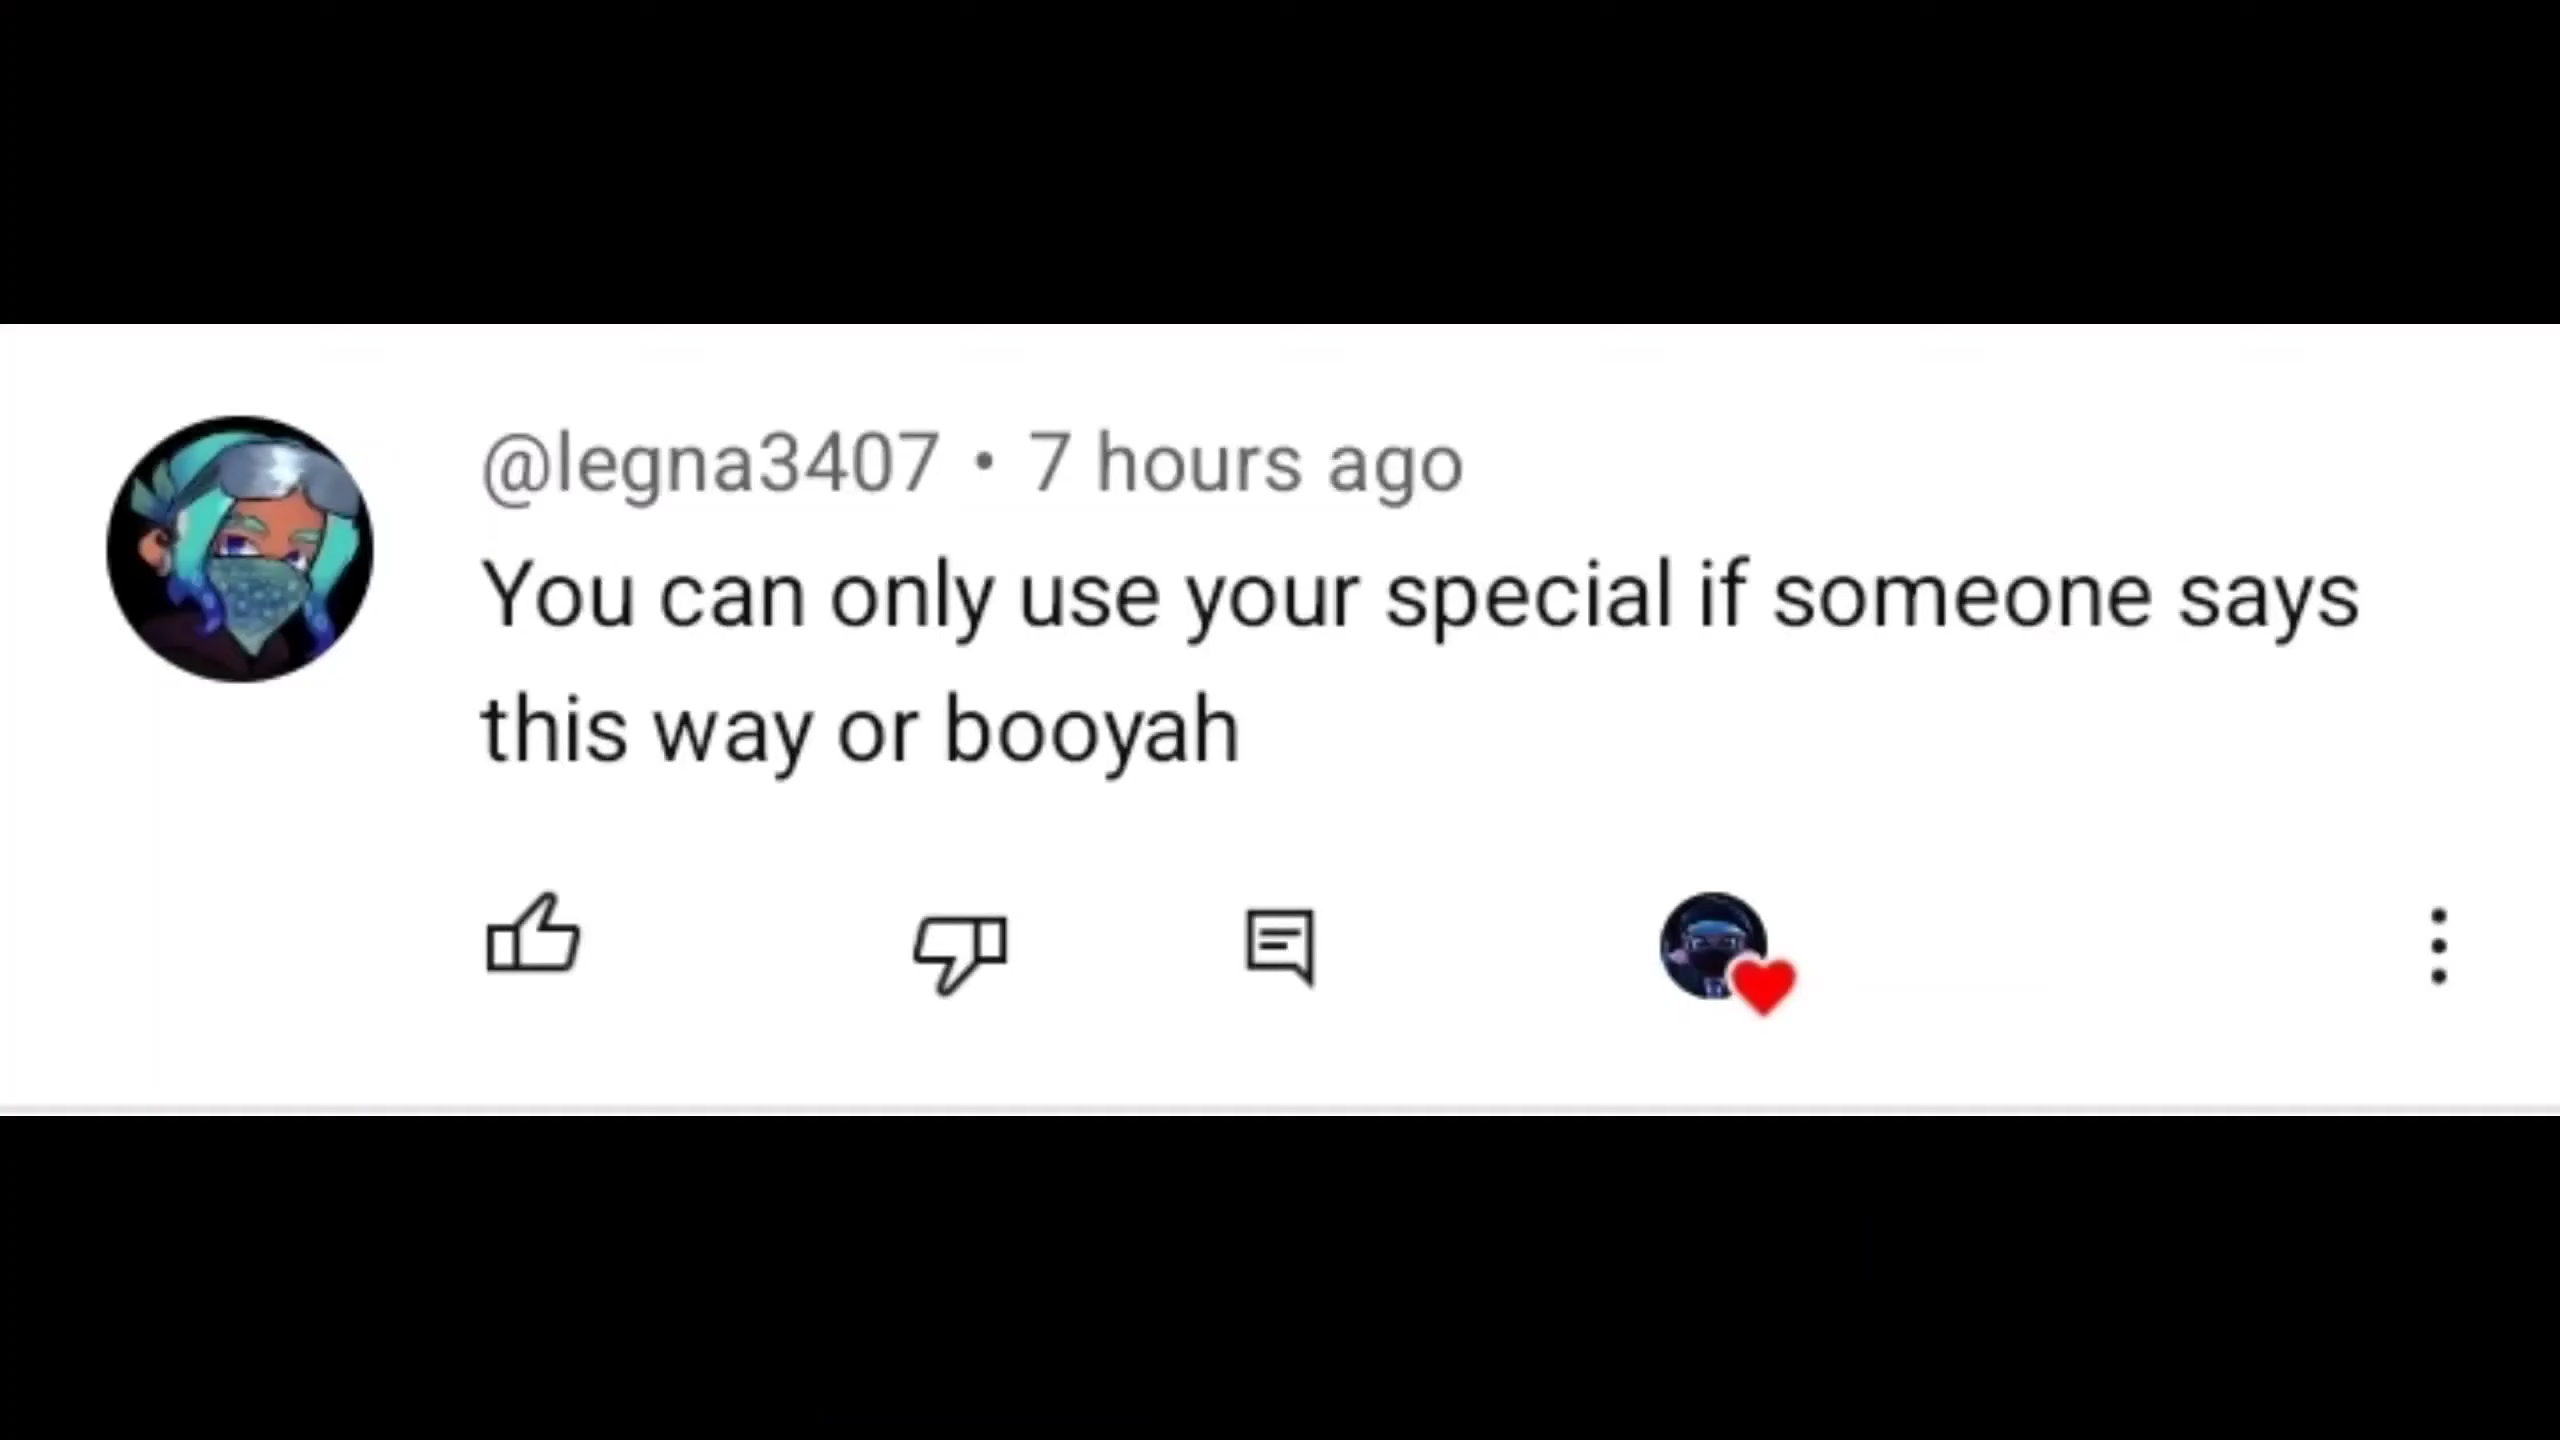 @legna3407 • 7 hours ago
You can only use your special if someone says
this way or booyah